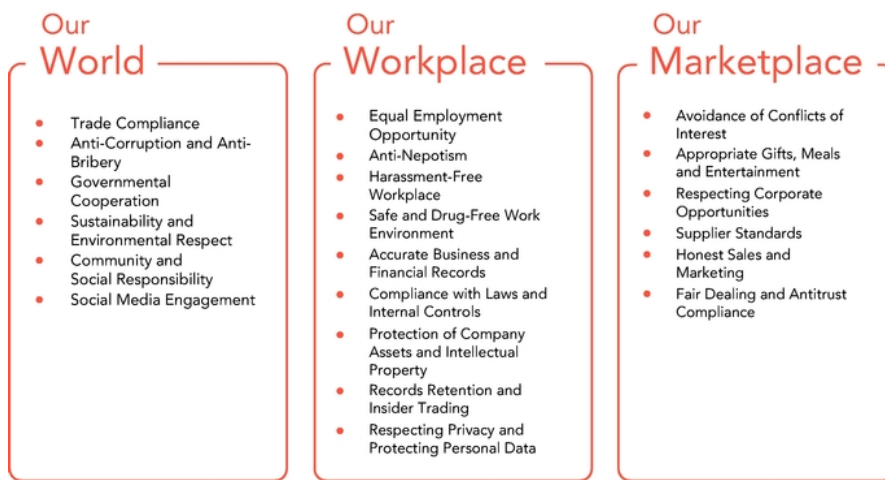 Our
World
• Trade Compliance
• Anti-Corruption and Anti-
Bribery
• Governmental
Cooperation
• Sustainability and
Environmental Respect
• Community and
Social Responsibility
• Social Media Engagement
Our
Workplace
• Equal Employment
Opportunity
• Anti-Nepotism
• Harassment-Free
Workplace
• Safe and Drug-Free Work
Environment
• Accurate Business and
Financial Records
• Compliance with Laws and
Internal Controls
• Protection of Company
Assets and Intellectual
Property
• Records Retention and
Insider Trading
• Respecting Privacy and
Protecting Personal Data
Our
Marketplace
• Avoidance of Conflicts of
Interest
• Appropriate Gifts, Meals
and Entertainment
• Respecting Corporate
Opportunities
• Supplier Standards
• Honest Sales and
Marketing
• Fair Dealing and Antitrust
Compliance